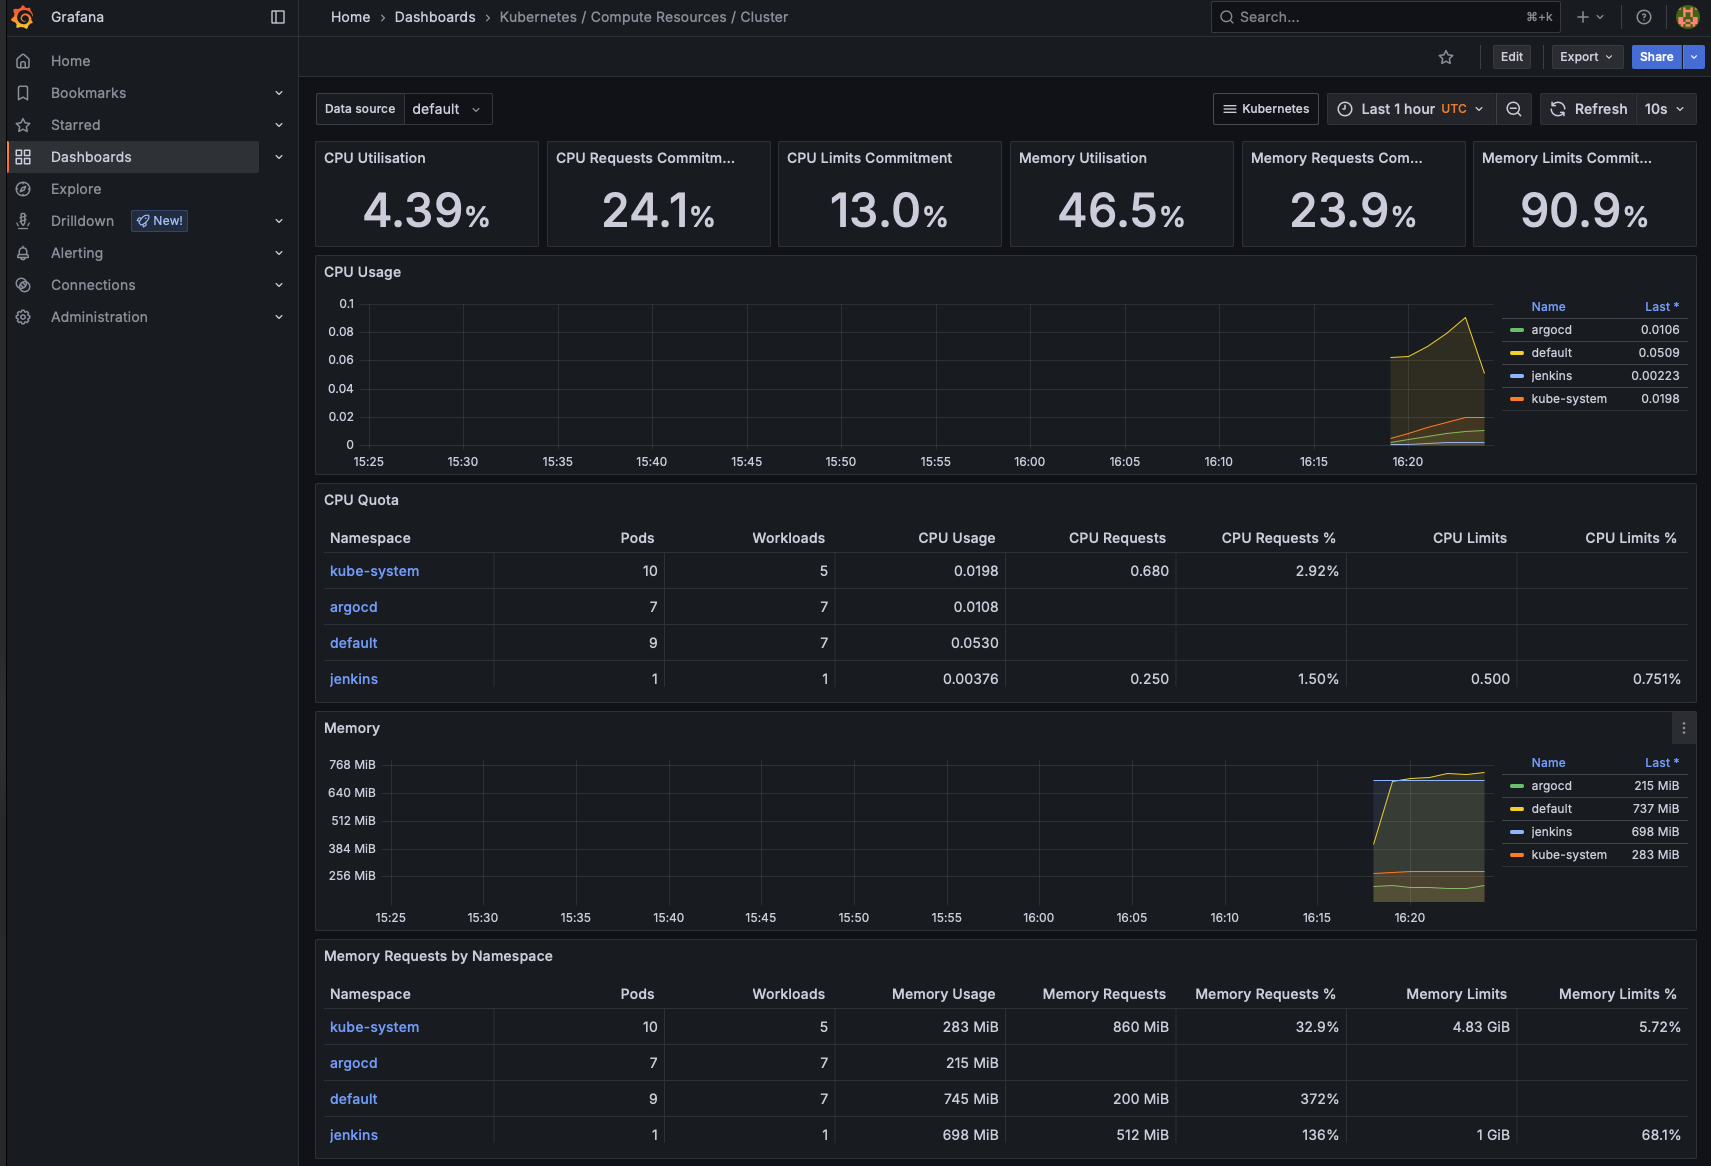 Grafana
Home › Dashboards › Kubernetes / Compute Resources / Cluster
Search... ⌘+k
Home
Bookmarks
Starred
Dashboards
Explore
Drilldown New!
Alerting
Connections
Administration
Edit Export Share
Data source default
Kubernetes Last 1 hour UTC Refresh 10s
CPU Utilisation
4.39%
CPU Requests Commitm...
24.1%
CPU Limits Commitment
13.0%
Memory Utilisation
46.5%
Memory Requests Com...
23.9%
Memory Limits Commit...
90.9%
CPU Usage
0.1
0.08
0.06
0.04
0.02
0
15:25 15:30 15:35 15:40 15:45 15:50 15:55 16:00 16:05 16:10 16:15 16:20
Name Last *
argocd 0.0106
default 0.0509
jenkins 0.00223
kube-system 0.0198
CPU Quota
Namespace Pods Workloads CPU Usage CPU Requests CPU Requests % CPU Limits CPU Limits %
kube-system 10 5 0.0198 0.680 2.92%
argocd 7 7 0.0108
default 9 7 0.0530
jenkins 1 1 0.00376 0.250 1.50% 0.500 0.751%
Memory
768 MiB
640 MiB
512 MiB
384 MiB
256 MiB
15:25 15:30 15:35 15:40 15:45 15:50 15:55 16:00 16:05 16:10 16:15 16:20
Name Last *
argocd 215 MiB
default 737 MiB
jenkins 698 MiB
kube-system 283 MiB
Memory Requests by Namespace
Namespace Pods Workloads Memory Usage Memory Requests Memory Requests % Memory Limits Memory Limits %
kube-system 10 5 283 MiB 860 MiB 32.9% 4.83 GiB 5.72%
argocd 7 7 215 MiB
default 9 7 745 MiB 200 MiB 372%
jenkins 1 1 698 MiB 512 MiB 136% 1 GiB 68.1%